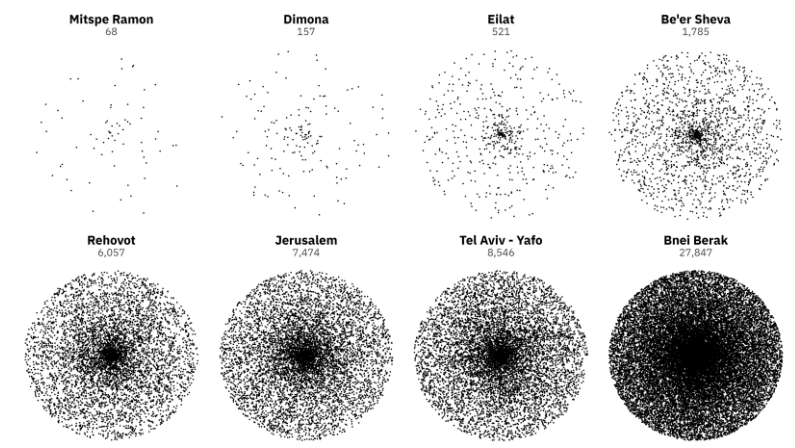 Mitspe Ramon
68
Dimona
157
Eilat
521
Be'er Sheva
1,785
Rehovot
6,057
Jerusalem
7,474
Tel Aviv - Yafo
8,546
Bnei Berak
27,847